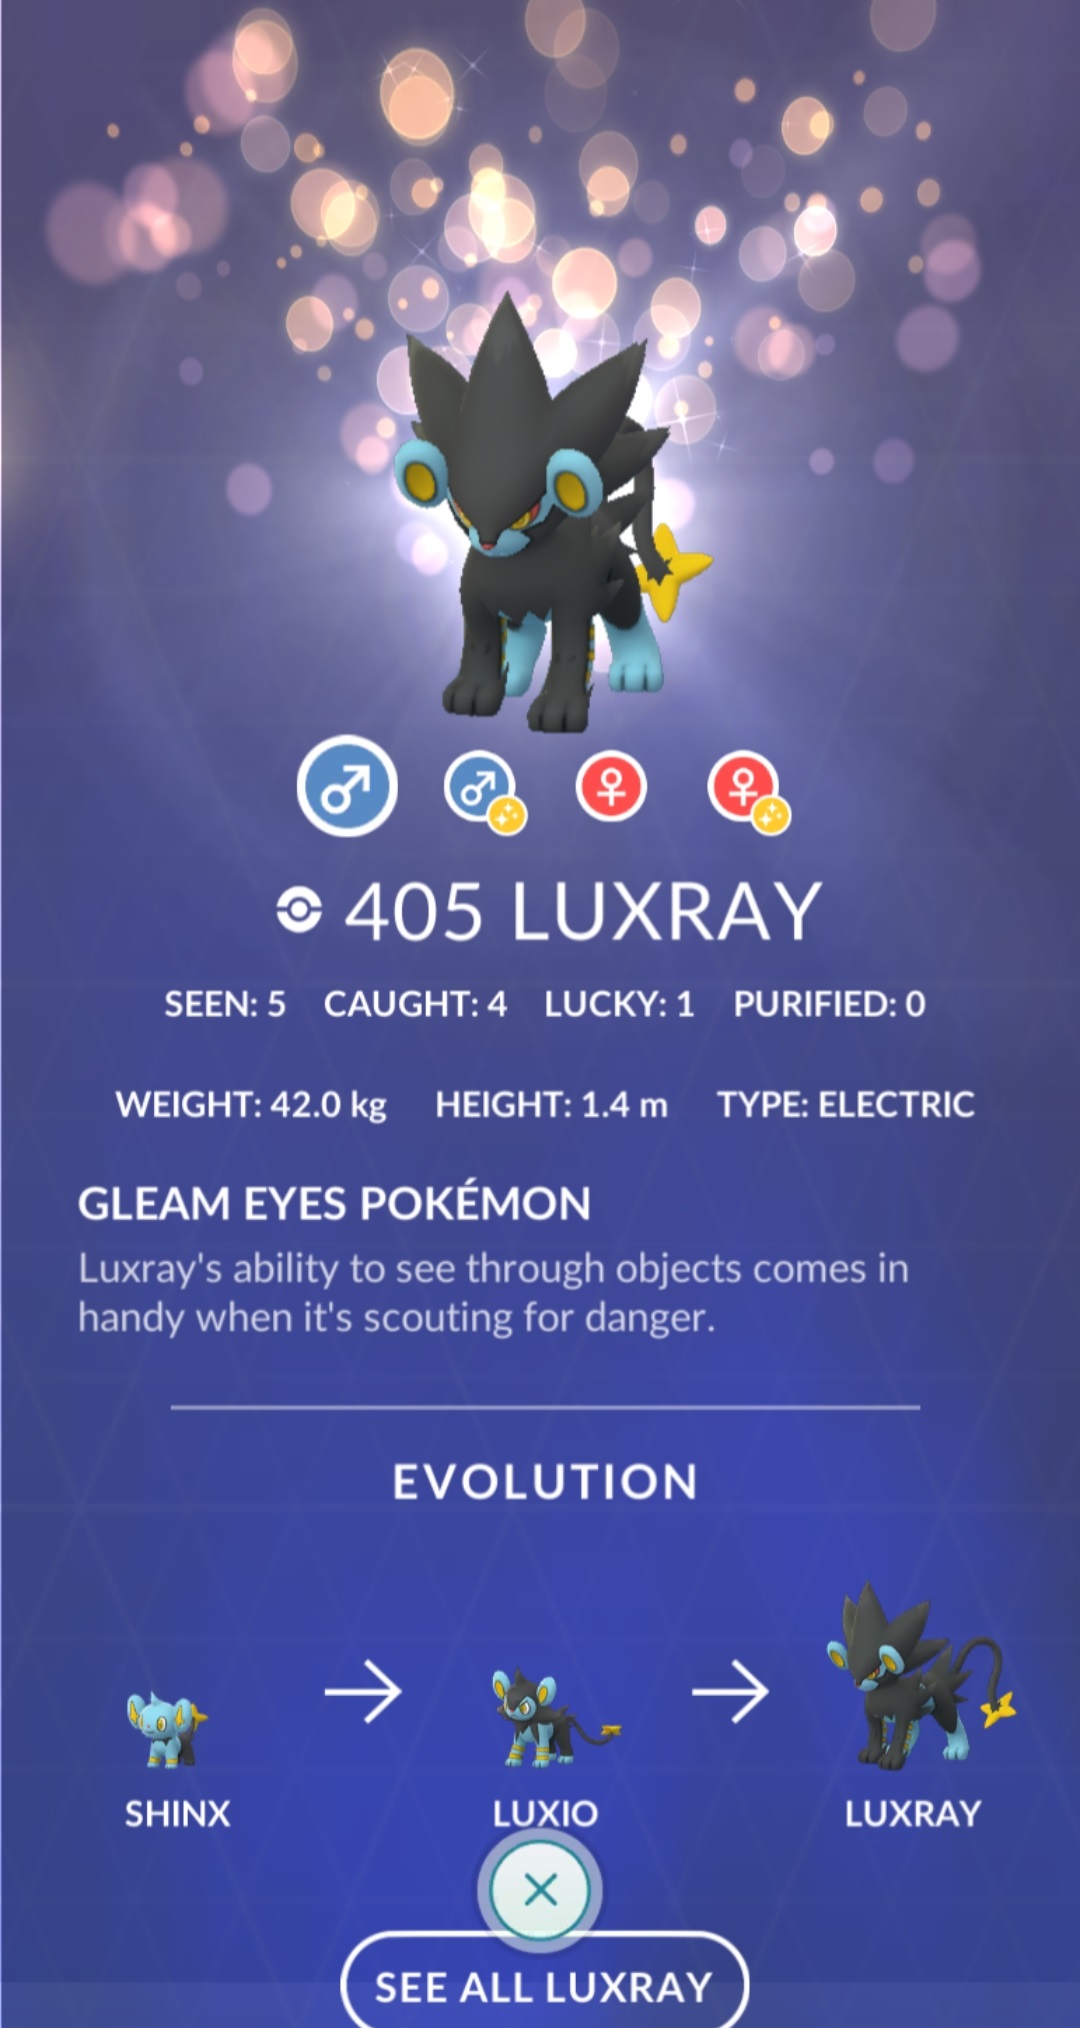 405 LUXRAY
SEEN: 5 CAUGHT: 4 LUCKY: 1 PURIFIED: 0
WEIGHT: 42.0 kg HEIGHT: 1.4 m TYPE: ELECTRIC
GLEAM EYES POKÉMON
Luxray's ability to see through objects comes in
handy when it's scouting for danger.
EVOLUTION
SHINX LUXIO LUXRAY
SEE ALL LUXRAY